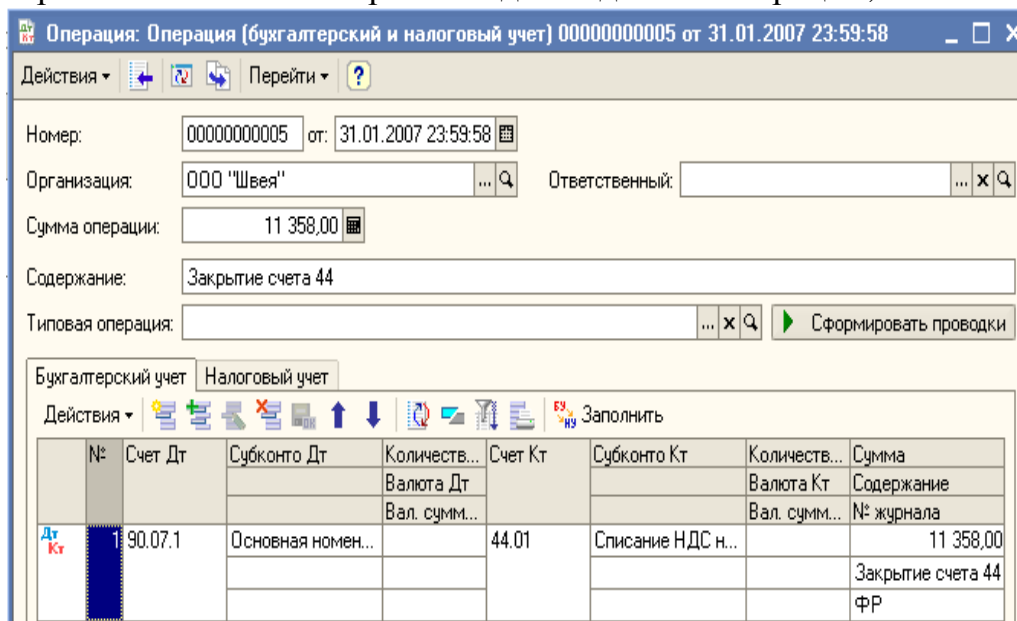 Операция: Операция (бухгалтерский и налоговый учет) 00000000005 от 31.01.2007 23:59:58
Действия Перейти ?
Номер: 00000000005 от: 31.01.2007 23:59:58
Организация: ООО "Швея" ... Ответственный: ... x
Сумма операции: 11 358,00
Содержание: Закрытие счета 44
Типовая операция: ... x Сформировать проводки
Бухгалтерский учет Налоговый учет
Действия Заполнить
№ Счет Дт Субконто Дт Количеств... Счет Кт Субконто Кт Количеств... Сумма
Валюта Дт Валюта Кт Содержание
Вал. сумм... Вал. сумм... № журнала
Дт Кт 1 90.07.1 Основная номен... 44.01 Списание НДС н... 11 358,00
Закрытие счета 44
ФР